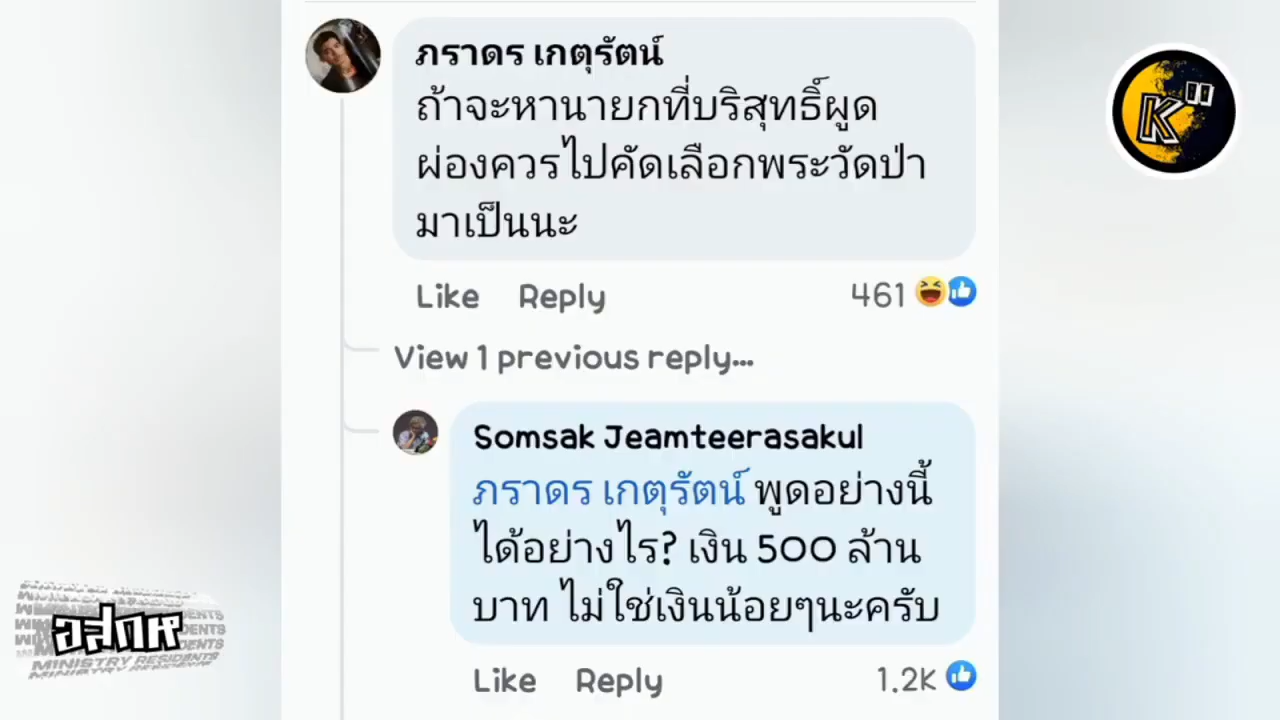 ภราดร เกตุรัตน์
ถ้าจะหานายกที่บริสุทธิ์ผูด
ผ่องควรไปคัดเลือกพระวัดป่า
มาเป็นนะ
Like Reply 461
View 1 previous reply...
Somsak Jeamteerasakul
ภราดร เกตุรัตน์ พูดอย่างนี้
ได้อย่างไร? เงิน 500 ล้าน
บาท ไม่ใช่เงินน้อยๆนะครับ
Like Reply 1.2K
K"
อสกห
MINISTRY RESIDENTS